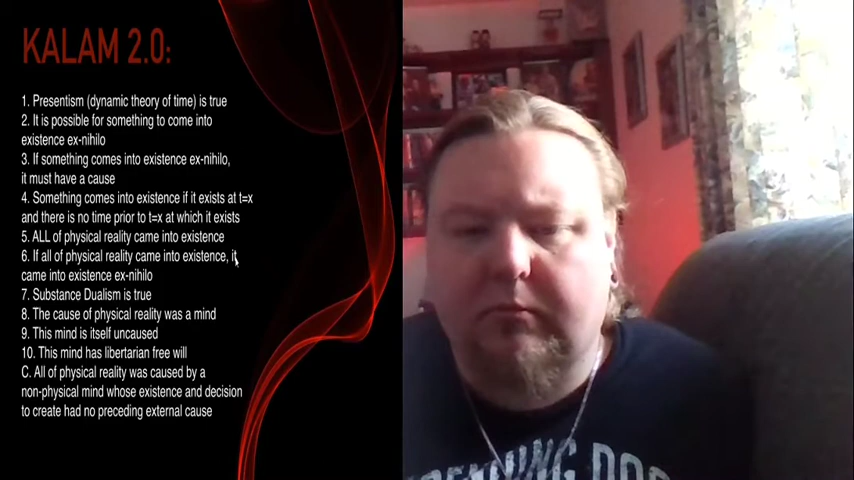 KALAM 2.0:
1. Presentism (dynamic theory of time) is true
2. It is possible for something to come into
existence ex-nihilo
3. If something comes into existence ex-nihilo,
it must have a cause
4. Something comes into existence if it exists at t=x
and there is no time prior to t=x at which it exists
5. ALL of physical reality came into existence
6. If all of physical reality came into existence, it
came into existence ex-nihilo
7. Substance Dualism is true
8. The cause of physical reality was a mind
9. This mind is itself uncaused
10. This mind has libertarian free will
C. All of physical reality was caused by a
non-physical mind whose existence and decision
to create had no preceding external cause